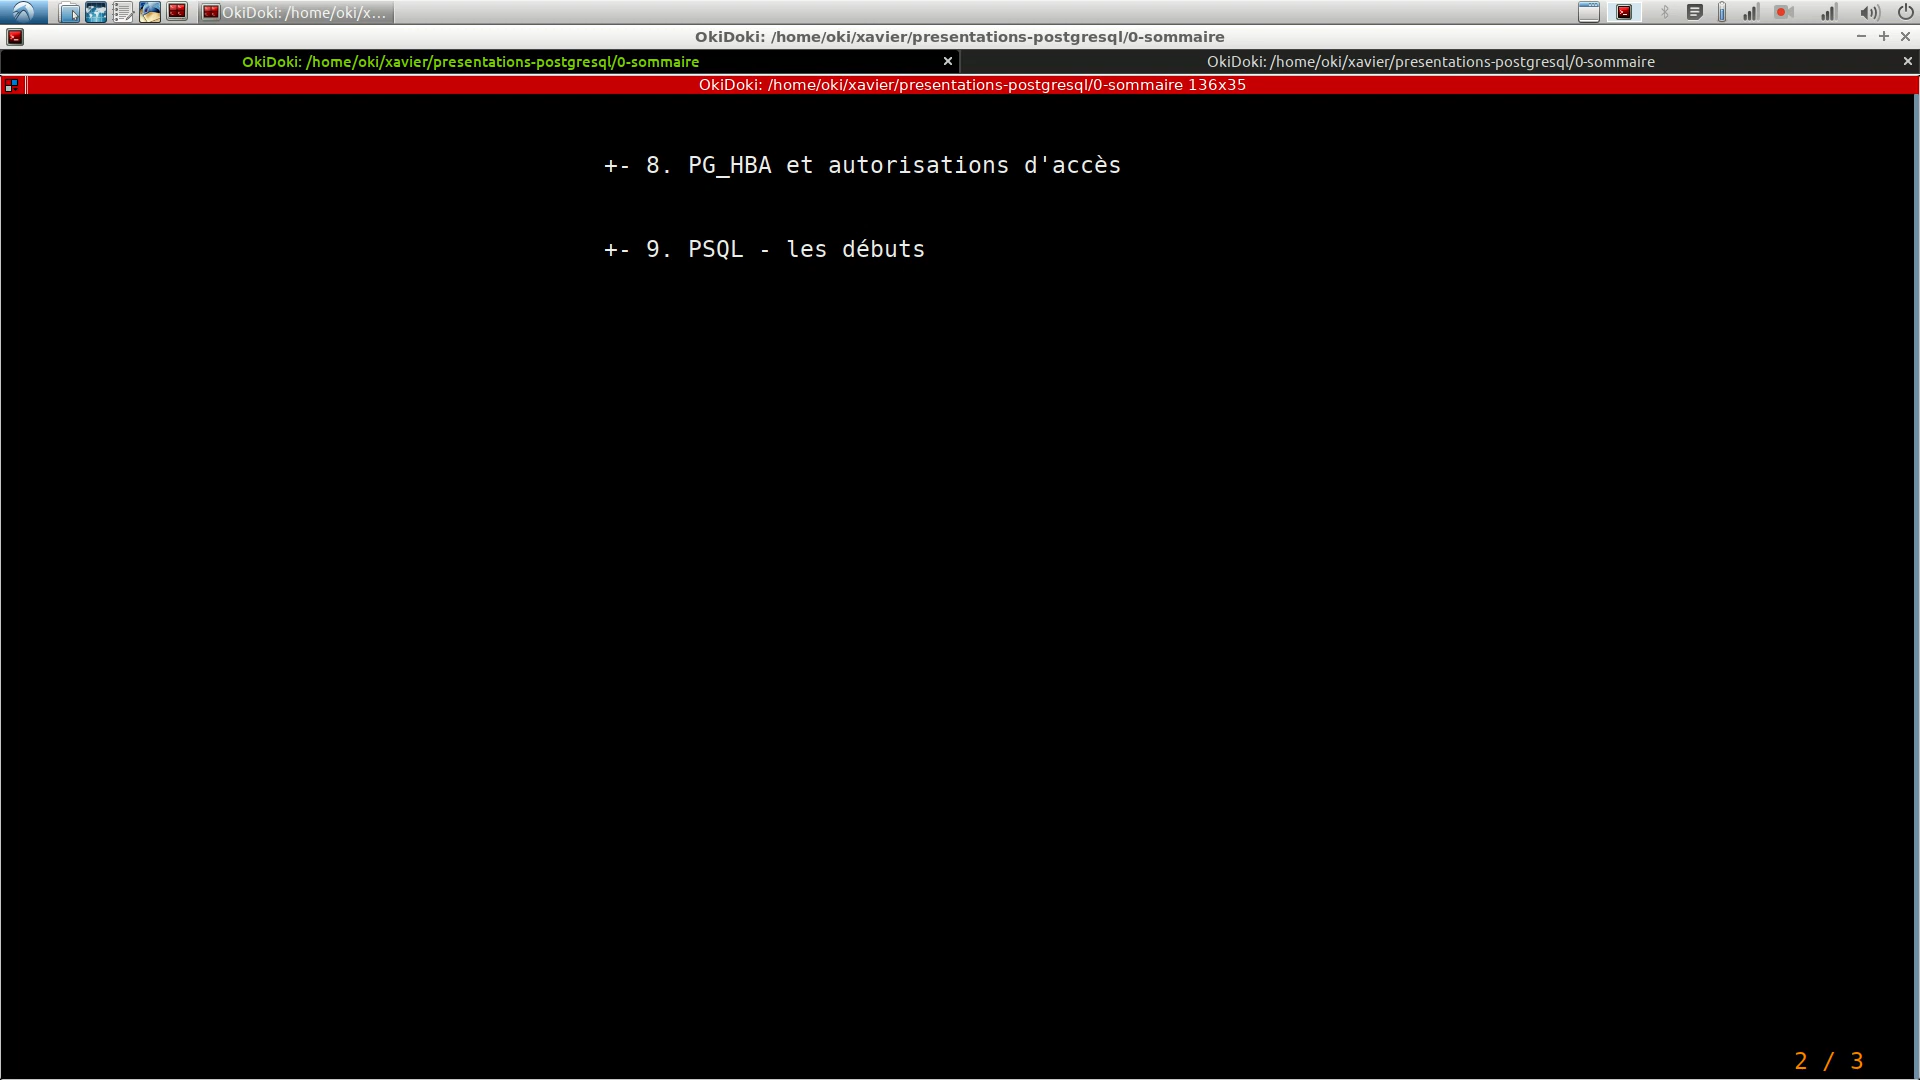 OkiDoki: /home/oki/x...
OkiDoki: /home/oki/xavier/presentations-postgresql/0-sommaire
OkiDoki: /home/oki/xavier/presentations-postgresql/0-sommaire
OkiDoki: /home/oki/xavier/presentations-postgresql/0-sommaire
OkiDoki: /home/oki/xavier/presentations-postgresql/0-sommaire 136x35
+- 8. PG_HBA et autorisations d'accès
+- 9. PSQL - les débuts
2 / 3